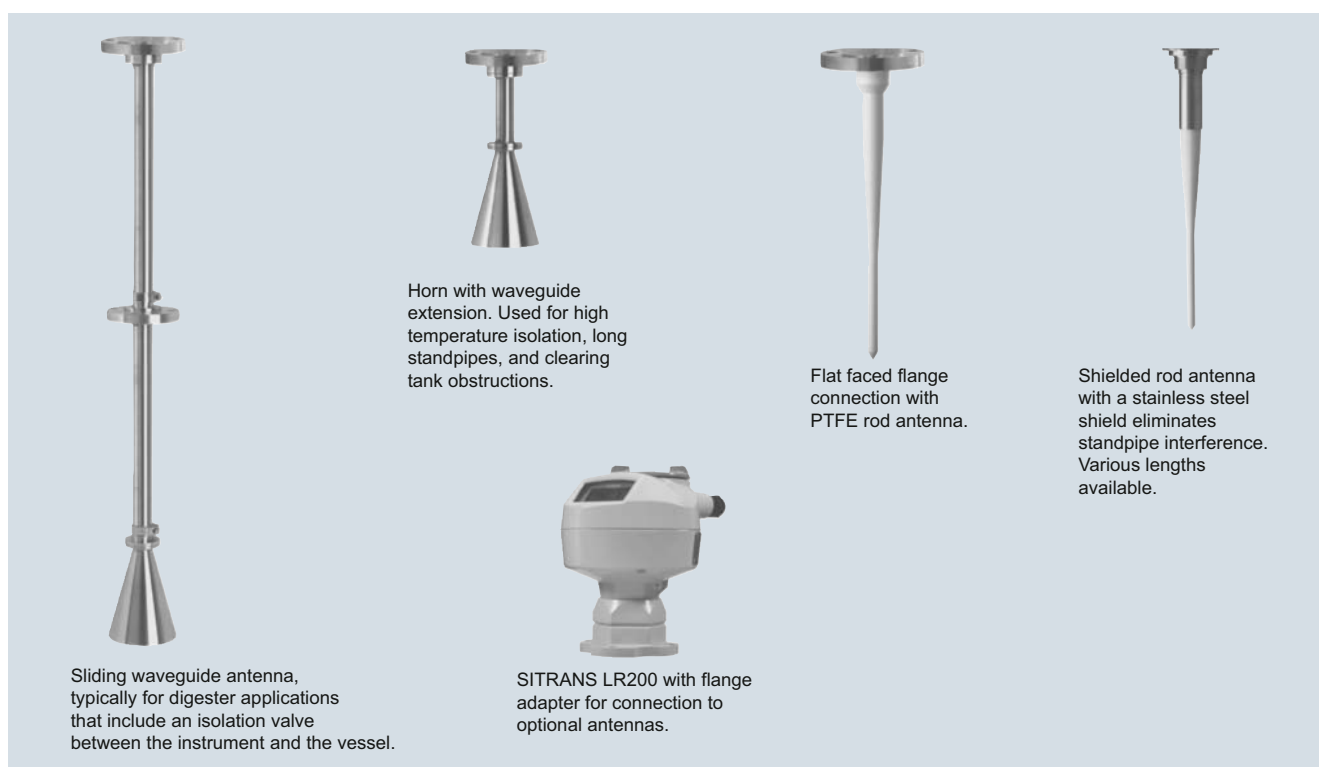 Horn with waveguide
extension. Used for high
temperature isolation, long
standpipes, and clearing
tank obstructions.
Flat faced flange
connection with
PTFE rod antenna.
Shielded rod antenna
with a stainless steel
shield eliminates
standpipe interference.
Various lengths
available.
Sliding waveguide antenna,
typically for digester applications
that include an isolation valve
between the instrument and the vessel.
SITRANS LR200 with flange
adapter for connection to
optional antennas.